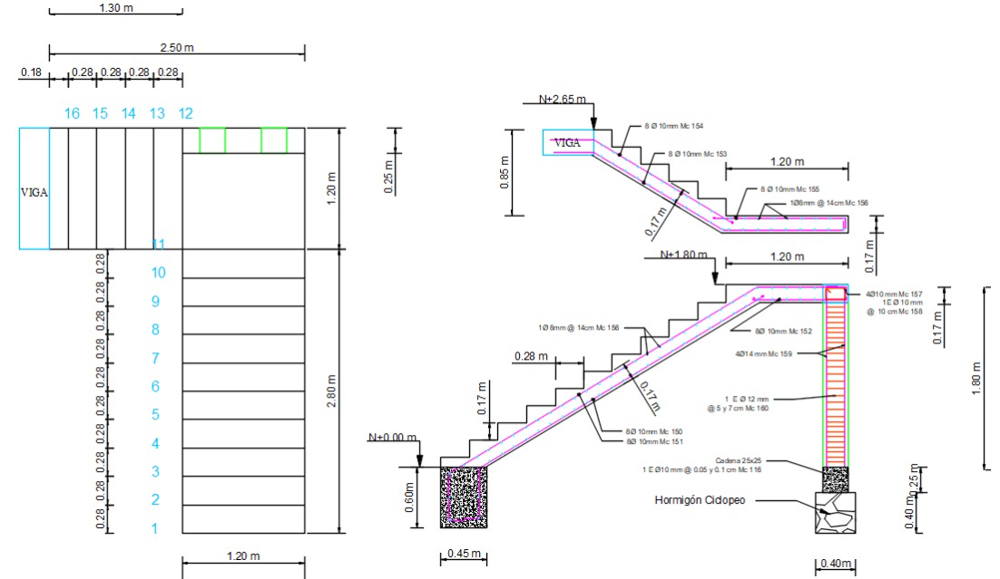 1.30 m
2.50 m
0.18
0.28
0.28
0.28
0.28
16
15
14
13
12
VIGA
0.25 m
1.20 m
11
10
9
8
7
6
5
4
3
2
1
0.28
0.28
0.28
0.28
0.28
0.28
0.28
0.28
0.28
0.28
2.80 m
1.20 m
N+2.65 m
VIGA
0.85 m
8 Ø 10mm Mc 154
8 Ø 10mm Mc 153
1.20 m
8 Ø 10mm Mc 155
1Ø8mm @ 14cm Mc 156
0.17 m
0.17 m
N+1.80 m
1.20 m
4Ø10 mm Mc 157
1E Ø 10 mm
@ 10 cm Mc 158
0.17 m
1Ø 8mm @ 14cm Mc 156
8Ø 10mm Mc 152
4Ø14 mm Mc 159
0.28 m
0.17 m
0.17 m
1 E Ø 12 mm
@ 5 y 7 cm Mc 160
1.80 m
8Ø 10mm Mc 150
8Ø 10mm Mc 151
N+0.00 m
Cadena 25x25
1 E Ø10 mm @ 0.05 y 0.1 cm Mc 116
0.60m
0.25 m
Hormigón Cidopeo
0.40 m
0.45 m
0.40m